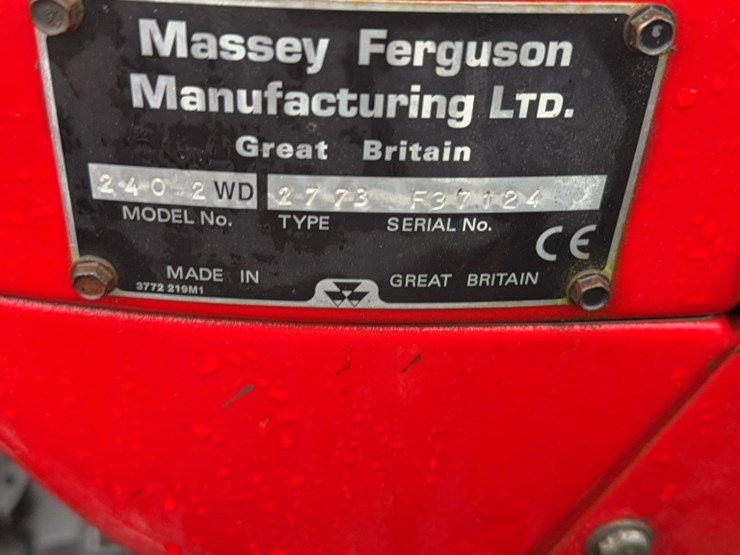 Massey Ferguson
Manufacturing LTD.
Great Britain
240-2WD 2773 F37124
MODEL No. TYPE SERIAL No.
CE
MADE IN GREAT BRITAIN
3772 219M1